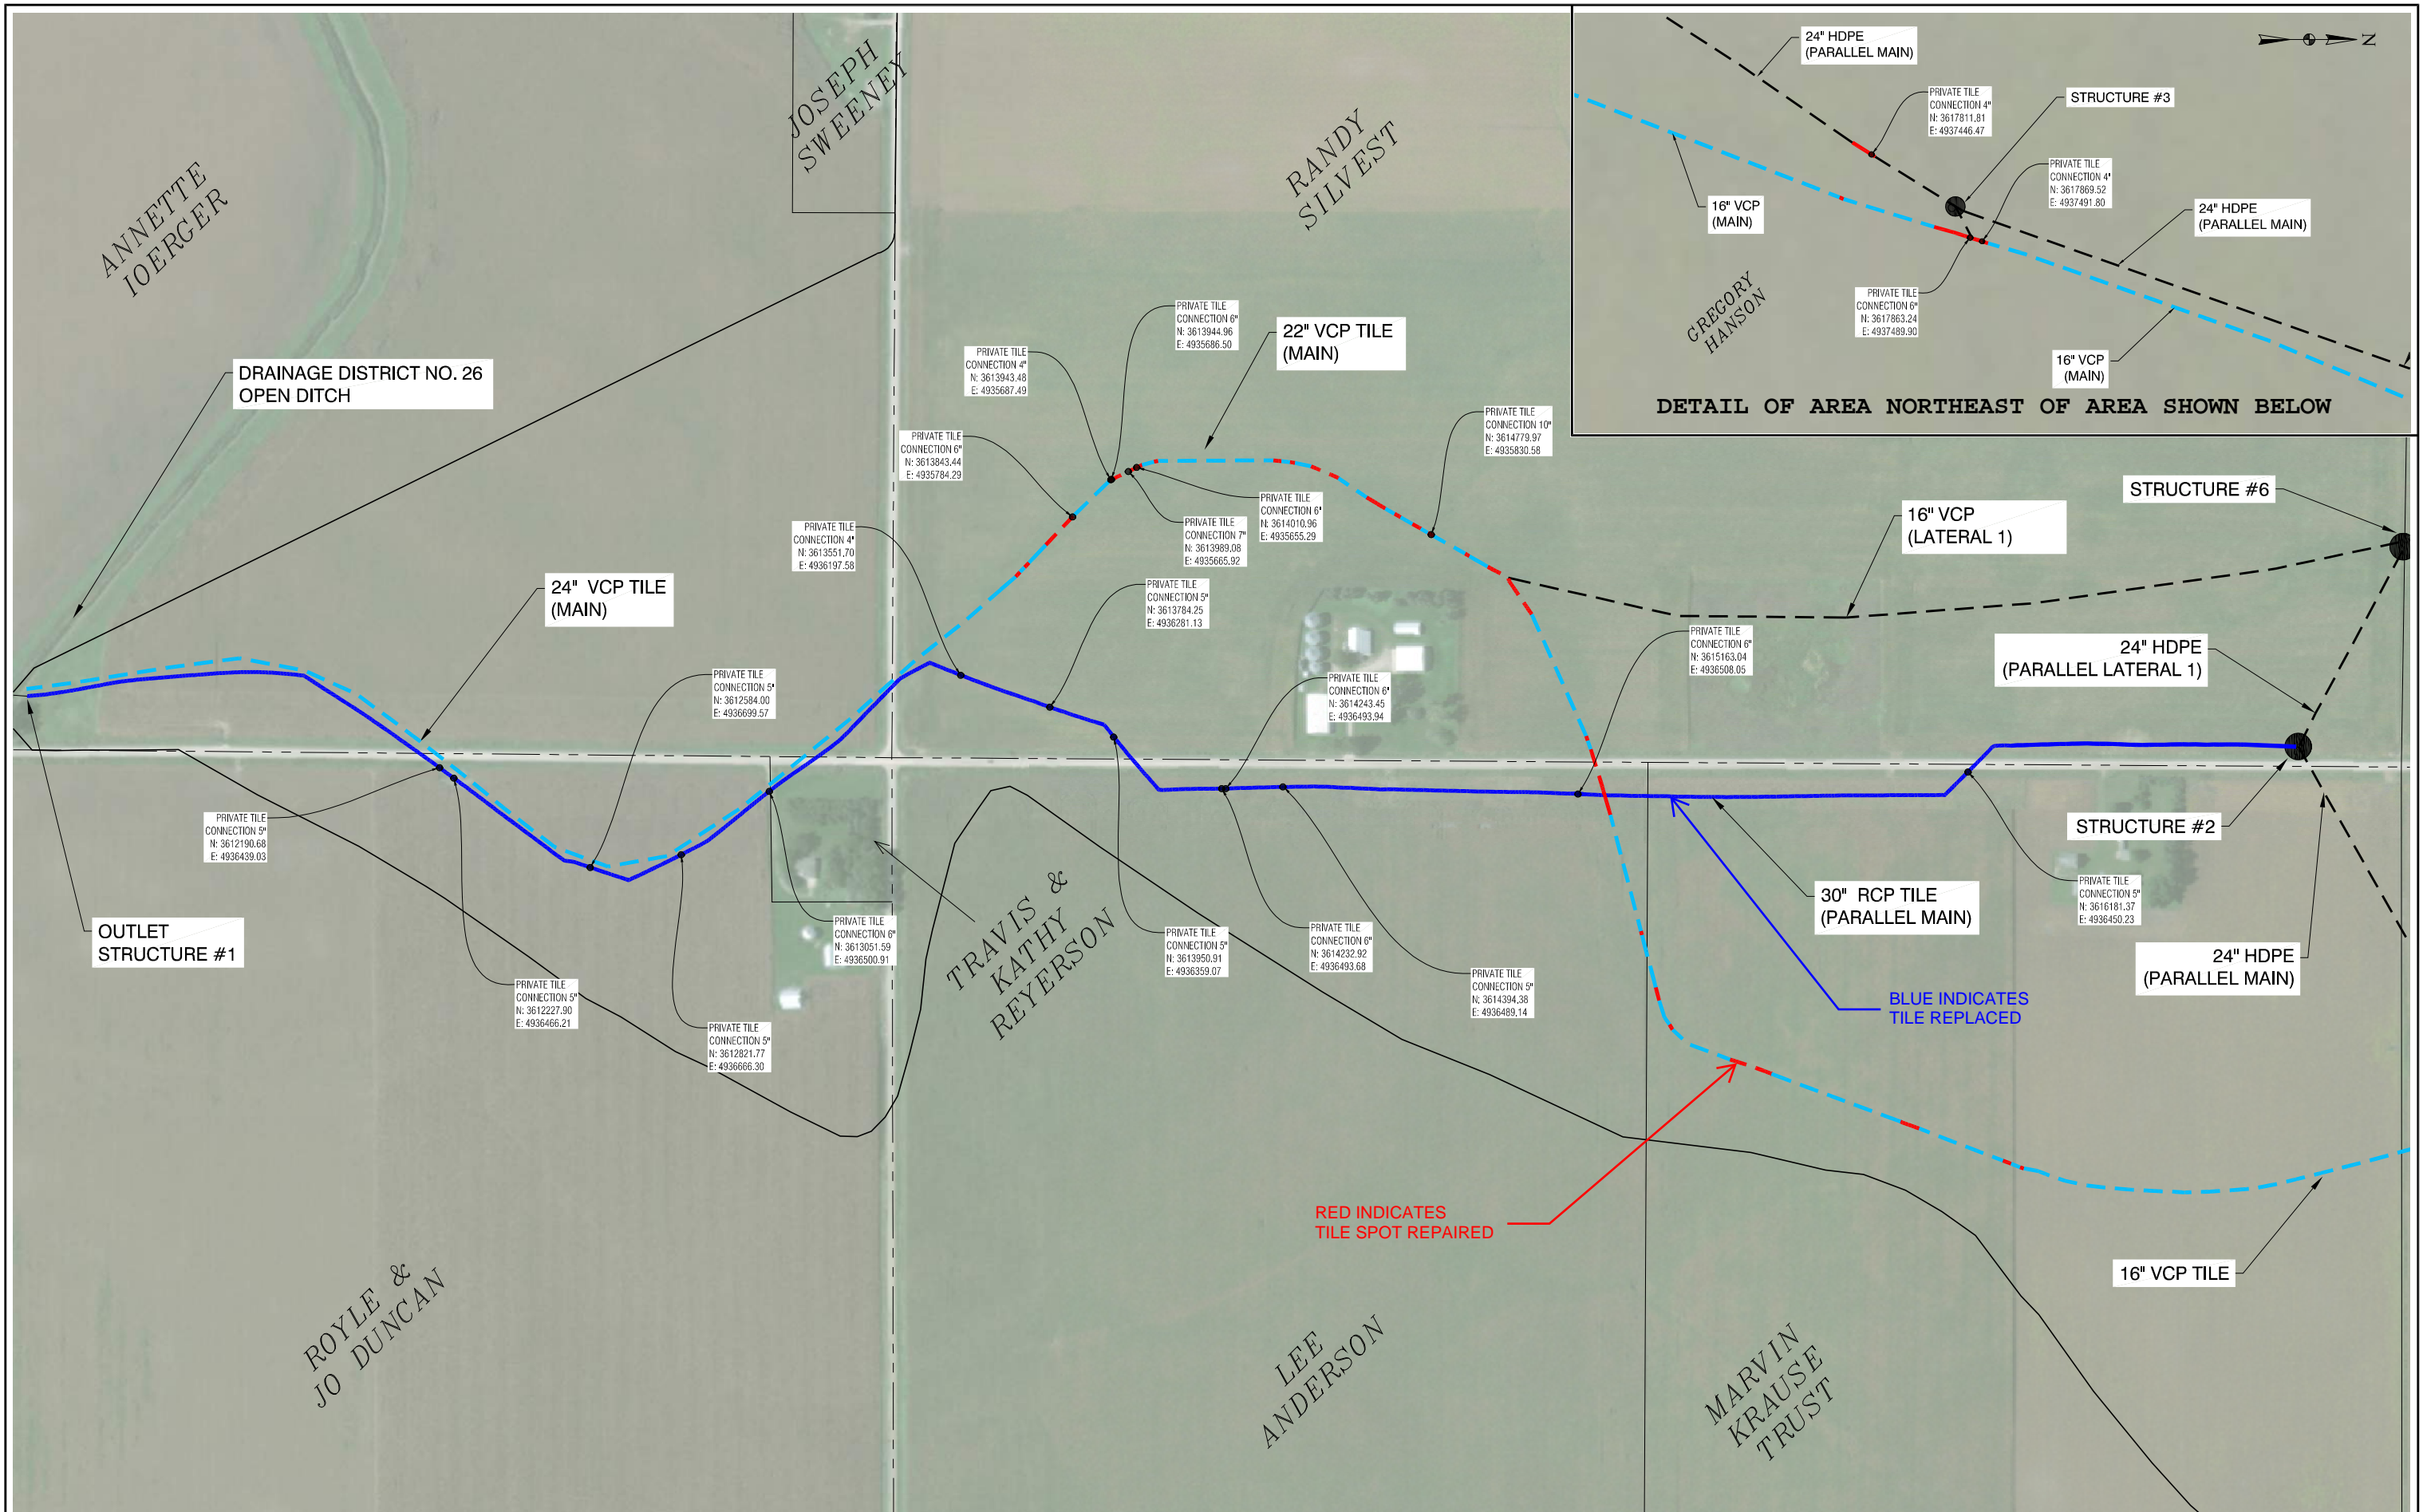 ANNETTE
IOERGER
JOSEPH
SWEENEY
RANDY
SILVEST
24" HDPE
(PARALLEL MAIN)
N
PRIVATE TILE
CONNECTION 4"
N: 3617811.81
E: 4937446.47
STRUCTURE #3
PRIVATE TILE
CONNECTION 4"
N: 3617869.52
E: 4937491.80
16" VCP
(MAIN)
24" HDPE
(PARALLEL MAIN)
GREGORY
HANSON
PRIVATE TILE
CONNECTION 6"
N: 3617863.24
E: 4937489.90
16" VCP
(MAIN)
DETAIL OF AREA NORTHEAST OF AREA SHOWN BELOW
DRAINAGE DISTRICT NO. 26
OPEN DITCH
PRIVATE TILE
CONNECTION 6"
N: 3613944.96
E: 4935686.50
22" VCP TILE
(MAIN)
PRIVATE TILE
CONNECTION 4"
N: 3613943.48
E: 4935687.49
PRIVATE TILE
CONNECTION 6"
N: 3613843.44
E: 4935784.29
PRIVATE TILE
CONNECTION 10"
N: 3614779.97
E: 4935830.58
PRIVATE TILE
CONNECTION 6"
N: 3614010.96
E: 4935655.29
PRIVATE TILE
CONNECTION 7"
N: 3613989.08
E: 4935665.92
PRIVATE TILE
CONNECTION 4"
N: 3613551.70
E: 4936197.58
STRUCTURE #6
16" VCP
(LATERAL 1)
24" VCP TILE
(MAIN)
PRIVATE TILE
CONNECTION 5"
N: 3613784.25
E: 4936281.13
PRIVATE TILE
CONNECTION 6"
N: 3615163.04
E: 4936508.05
24" HDPE
(PARALLEL LATERAL 1)
PRIVATE TILE
CONNECTION 5"
N: 3612584.00
E: 4936699.57
PRIVATE TILE
CONNECTION 6"
N: 3614243.45
E: 4936493.94
PRIVATE TILE
CONNECTION 5"
N: 3612190.68
E: 4936439.03
STRUCTURE #2
30" RCP TILE
(PARALLEL MAIN)
PRIVATE TILE
CONNECTION 5"
N: 3616181.37
E: 4936450.23
OUTLET
STRUCTURE #1
PRIVATE TILE
CONNECTION 6"
N: 3613051.59
E: 4936500.91
TRAVIS &
KATHY
REYERSON
PRIVATE TILE
CONNECTION 5"
N: 3613950.91
E: 4936359.07
PRIVATE TILE
CONNECTION 6"
N: 3614232.92
E: 4936493.68
PRIVATE TILE
CONNECTION 5"
N: 3614394.38
E: 4936489.14
24" HDPE
(PARALLEL MAIN)
PRIVATE TILE
CONNECTION 5"
N: 3612227.90
E: 4936466.21
PRIVATE TILE
CONNECTION 5"
N: 3612821.77
E: 4936666.30
BLUE INDICATES
TILE REPLACED
RED INDICATES
TILE SPOT REPAIRED
16" VCP TILE
ROYLE &
JO DUNCAN
LEE
ANDERSON
MARVIN
KRAUSE
TRUST